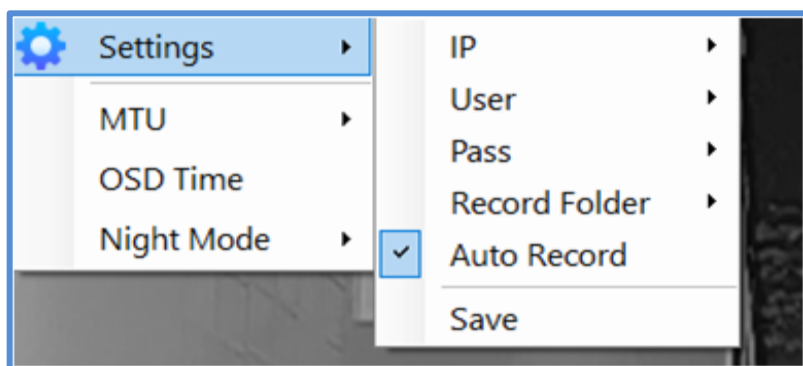 Settings
MTU
OSD Time
Night Mode
IP
User
Pass
Record Folder
Auto Record
Save